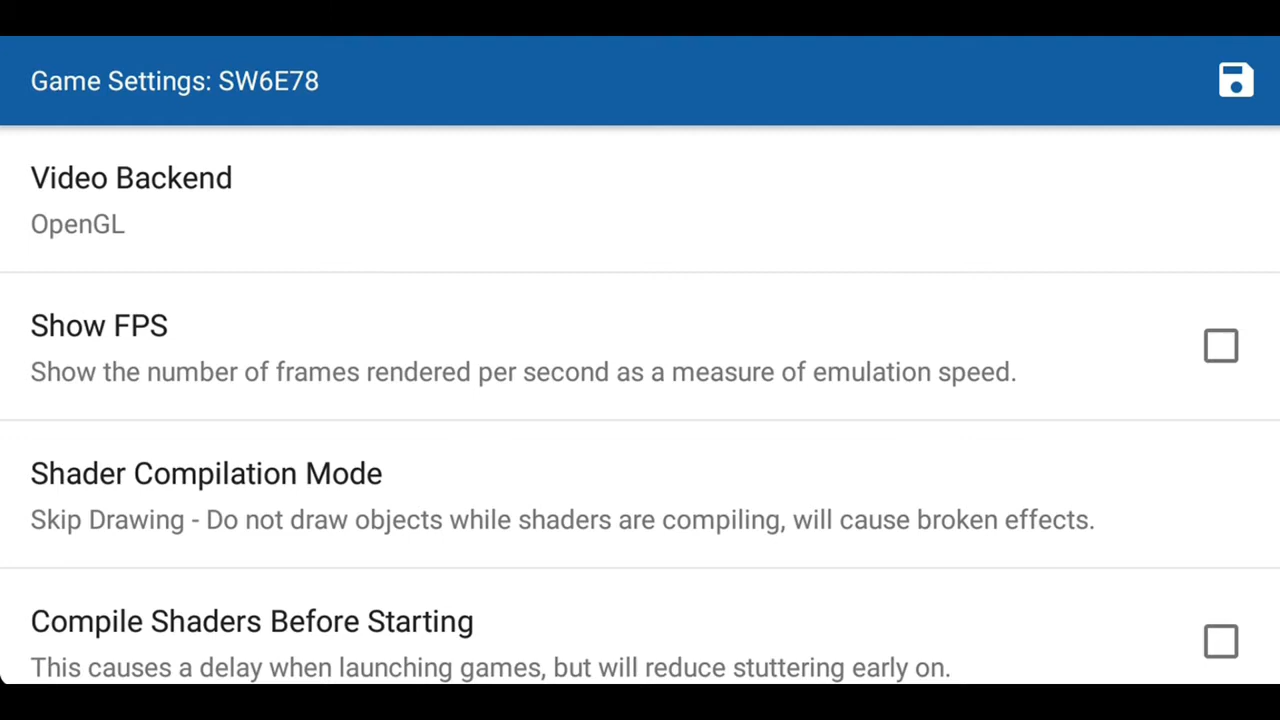 Game Settings: SW6E78
Video Backend
OpenGL
Show FPS
Show the number of frames rendered per second as a measure of emulation speed.
Shader Compilation Mode
Skip Drawing - Do not draw objects while shaders are compiling, will cause broken effects.
Compile Shaders Before Starting
This causes a delay when launching games, but will reduce stuttering early on.